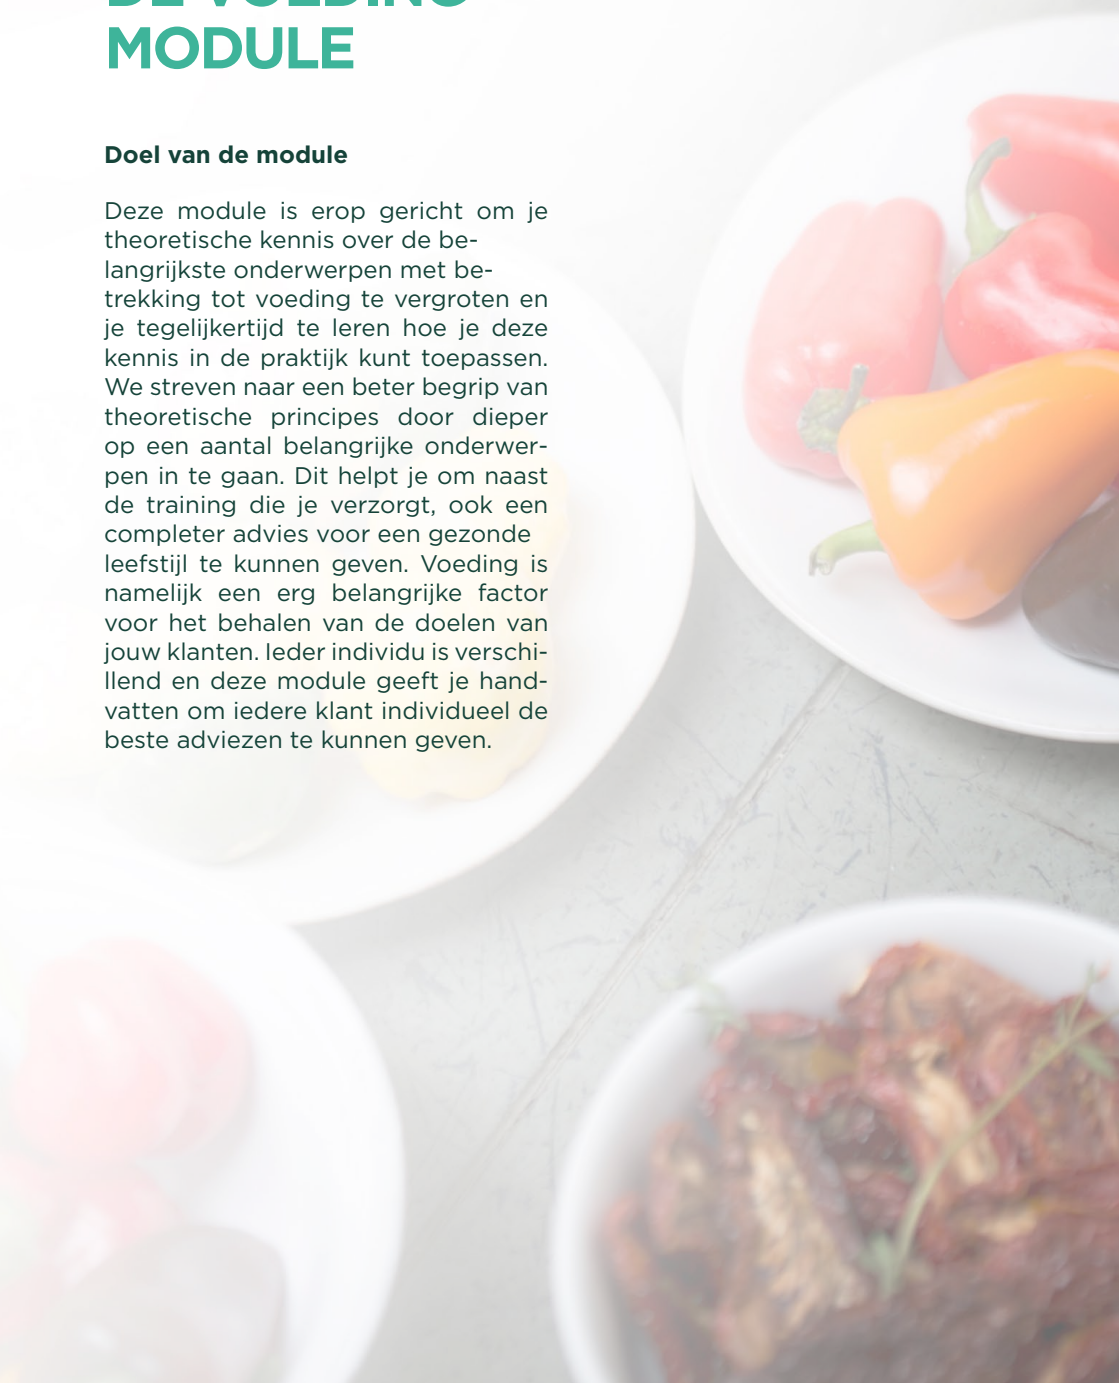 DE VOEDING
MODULE
Doel van de module
Deze module is erop gericht om je
theoretische kennis over de be-
langrijkste onderwerpen met be-
trekking tot voeding te vergroten en
je tegelijkertijd te leren hoe je deze
kennis in de praktijk kunt toepassen.
We streven naar een beter begrip van
theoretische principes door dieper
op een aantal belangrijke onderwer-
pen in te gaan. Dit helpt je om naast
de training die je verzorgt, ook een
completer advies voor een gezonde
leefstijl te kunnen geven. Voeding is
namelijk een erg belangrijke factor
voor het behalen van de doelen van
jouw klanten. Ieder individu is verschi-
llend en deze module geeft je hand-
vatten om iedere klant individueel de
beste adviezen te kunnen geven.